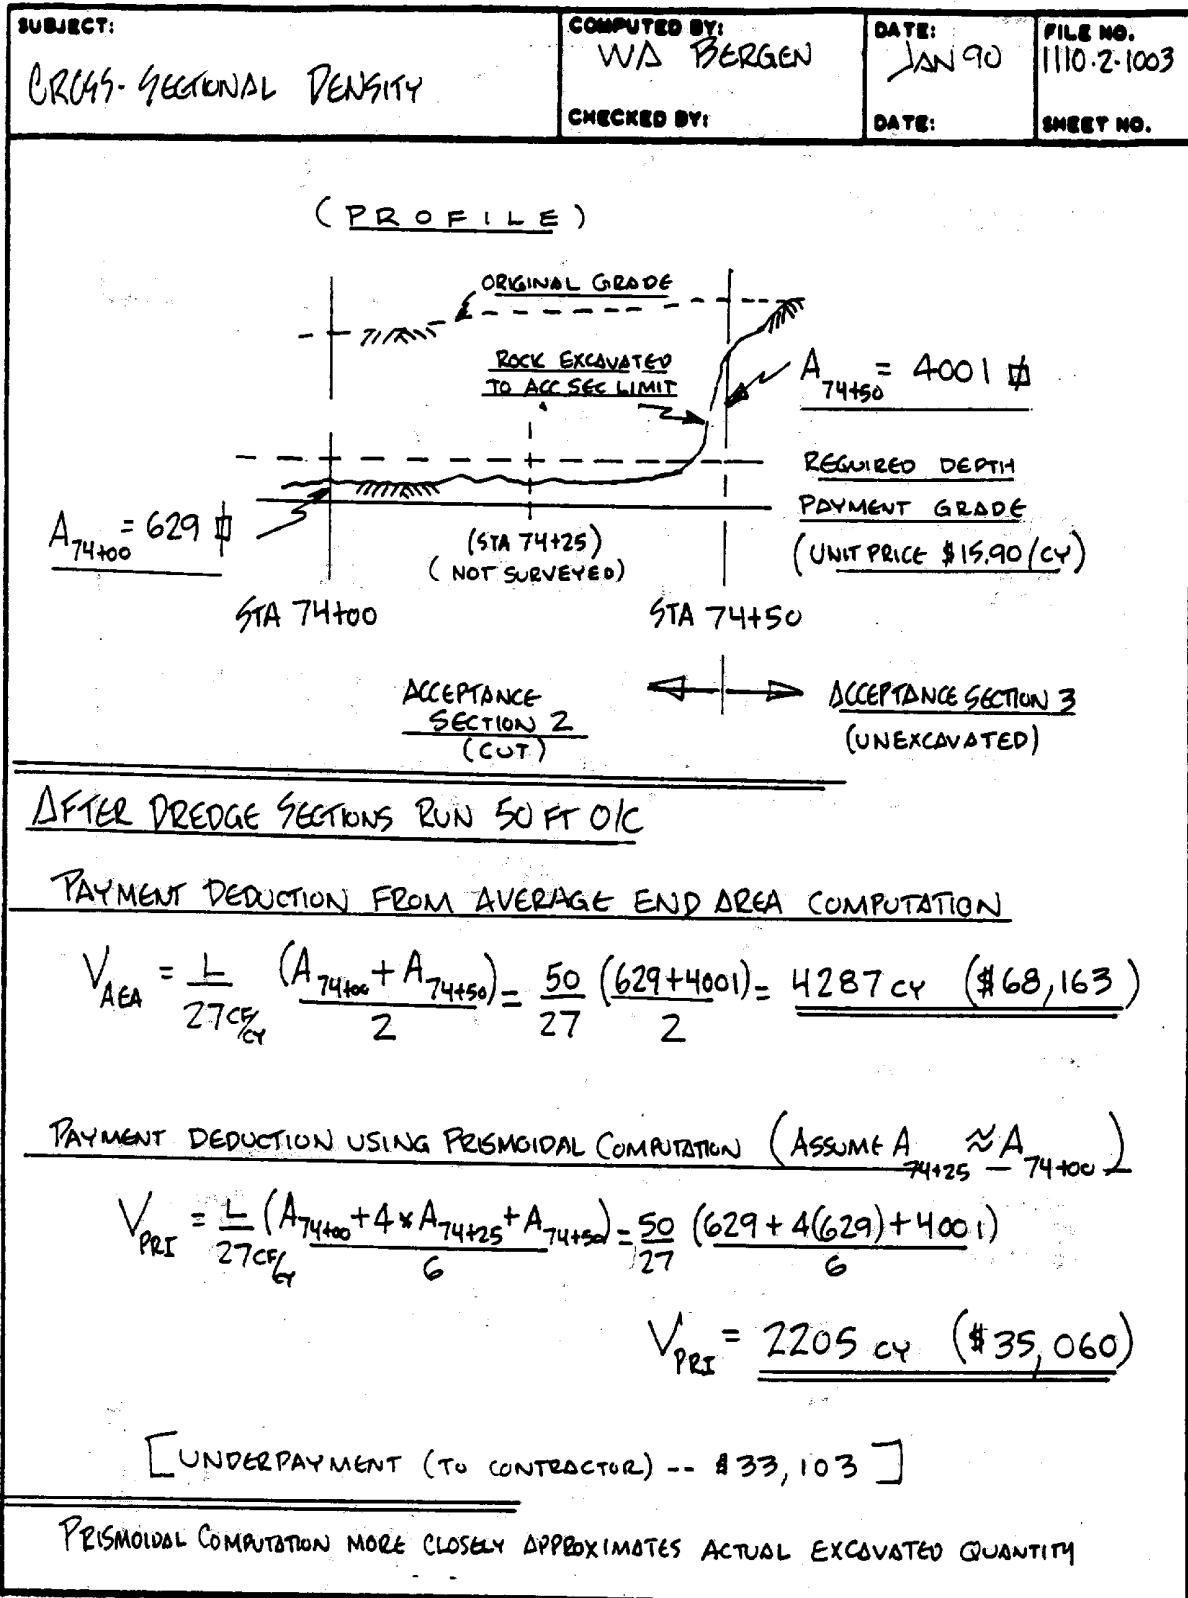 SUBJECT:
CROSS-SECTIONAL DENSITY
COMPUTED BY:
WA BERGEN
CHECKED BY:
DATE:
JAN 90
DATE:
FILE NO.
1110-2-1003
SHEET NO.
(PROFILE)
ORIGINAL GRADE
ROCK EXCAVATED
TO ACC SEC LIMIT
A74+50 = 4001 ⏍
REQUIRED DEPTH
PAYMENT GRADE
(UNIT PRICE $15.90/CY)
A74+00 = 629 ⏍
(STA 74+25)
(NOT SURVEYED)
STA 74+00
STA 74+50
ACCEPTANCE
SECTION 2
(CUT)
ACCEPTANCE SECTION 3
(UNEXCAVATED)
AFTER DREDGE SECTIONS RUN 50 FT O/C
PAYMENT DEDUCTION FROM AVERAGE END AREA COMPUTATION
VAEA = L/27CF/CY (A74+00 + A74+50)/2 = 50/27 (629+4001)/2 = 4287 CY ($68,163)
PAYMENT DEDUCTION USING PRISMOIDAL COMPUTATION (ASSUME A74+25 ≈ A74+00)
VPRI = L/27CF/CY (A74+00 + 4 × A74+25 + A74+50)/6 = 50/27 (629 + 4(629) + 4001)/6
VPRI = 2205 CY ($35,060)
[UNDERPAYMENT (TO CONTRACTOR) -- $33,103]
PRISMOIDAL COMPUTATION MORE CLOSELY APPROXIMATES ACTUAL EXCAVATED QUANTITY